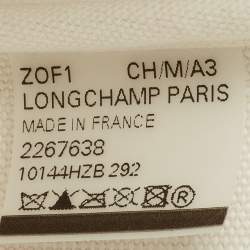 ZOF1 CH/M/A3
LONGCHAMP PARIS
MADE IN FRANCE
2267638
10144HZB 292